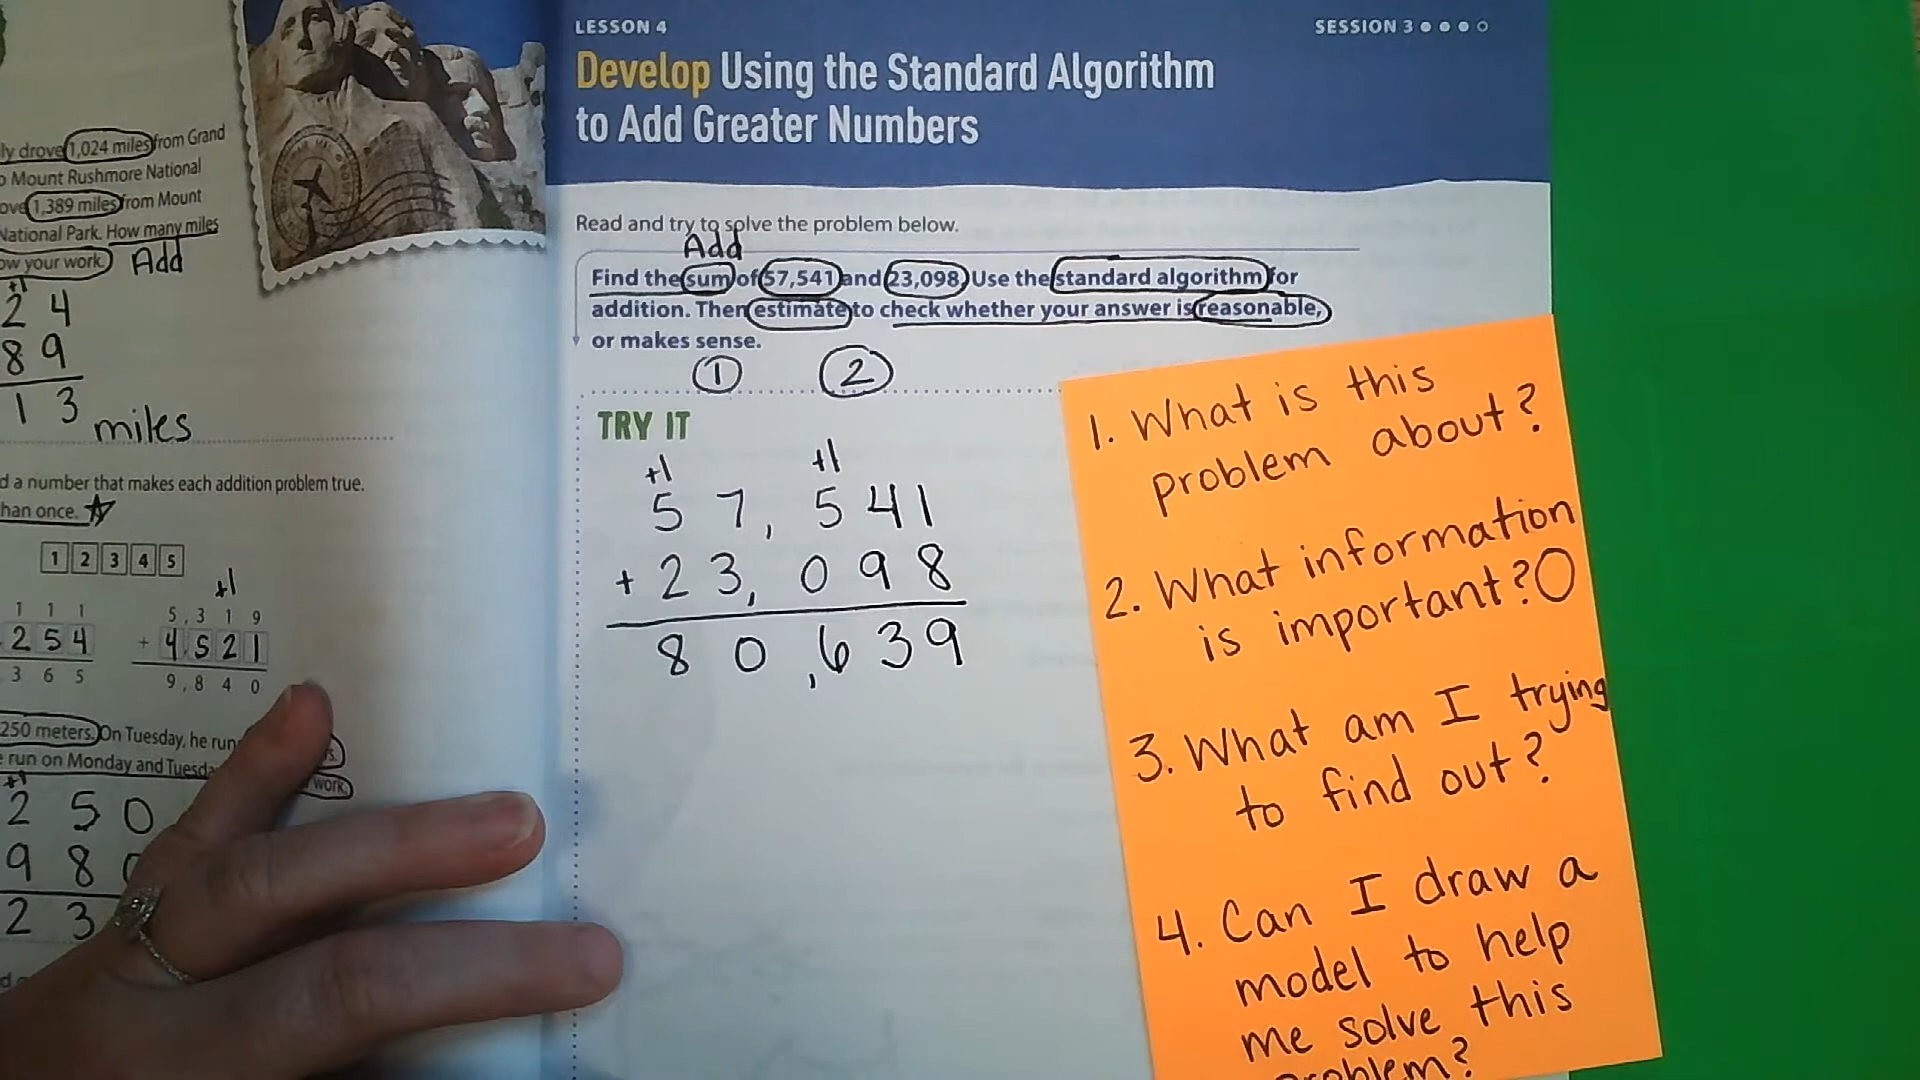 ly drove 1,024 miles from Grand
o Mount Rushmore National
ove 1,389 miles from Mount
National Park. How many miles
ow your work. Add
+1
2 4
8 9
1 3 miles
d a number that makes each addition problem true.
than once.
1 2 3 4 5
+1
1 1 1
2 5 4
3 6 5
5,3 1 9
+ 4 5 2 1
9,8 4 0
250 meters. On Tuesday, he run
e run on Monday and Tuesda
work.
+1
2 5 0
9 8
2 3
LESSON 4
SESSION 3
Develop Using the Standard Algorithm
to Add Greater Numbers
Read and try to solve the problem below.
Add
Find the sum of 57,541 and 23,098. Use the standard algorithm for
addition. Then estimate to check whether your answer is reasonable,
or makes sense.
1 2
TRY IT
+1 +1
5 7, 5 4 1
+ 2 3, 0 9 8
8 0 ,6 3 9
1. What is this
problem about?
2. What information
is important?
3. What am I trying
to find out?
4. Can I draw a
model to help
me solve this
problem?